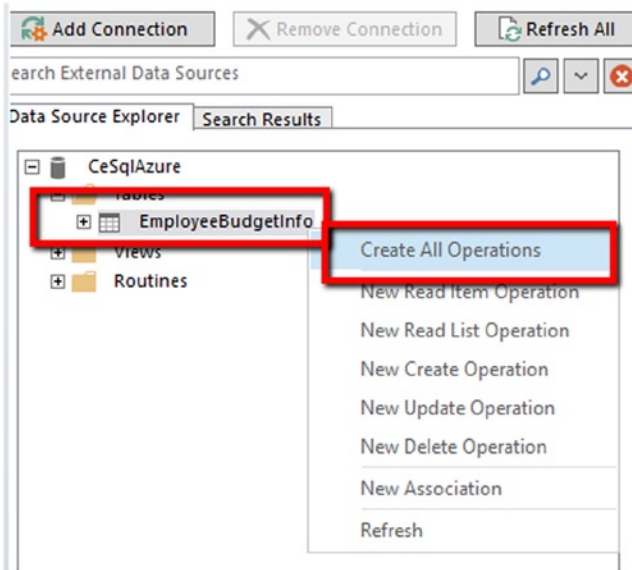 Add Connection Remove Connection Refresh All
earch External Data Sources
Data Source Explorer Search Results
CeSqlAzure
Tables
EmployeeBudgetInfo
Create All Operations
Views
New Read Item Operation
Routines
New Read List Operation
New Create Operation
New Update Operation
New Delete Operation
New Association
Refresh